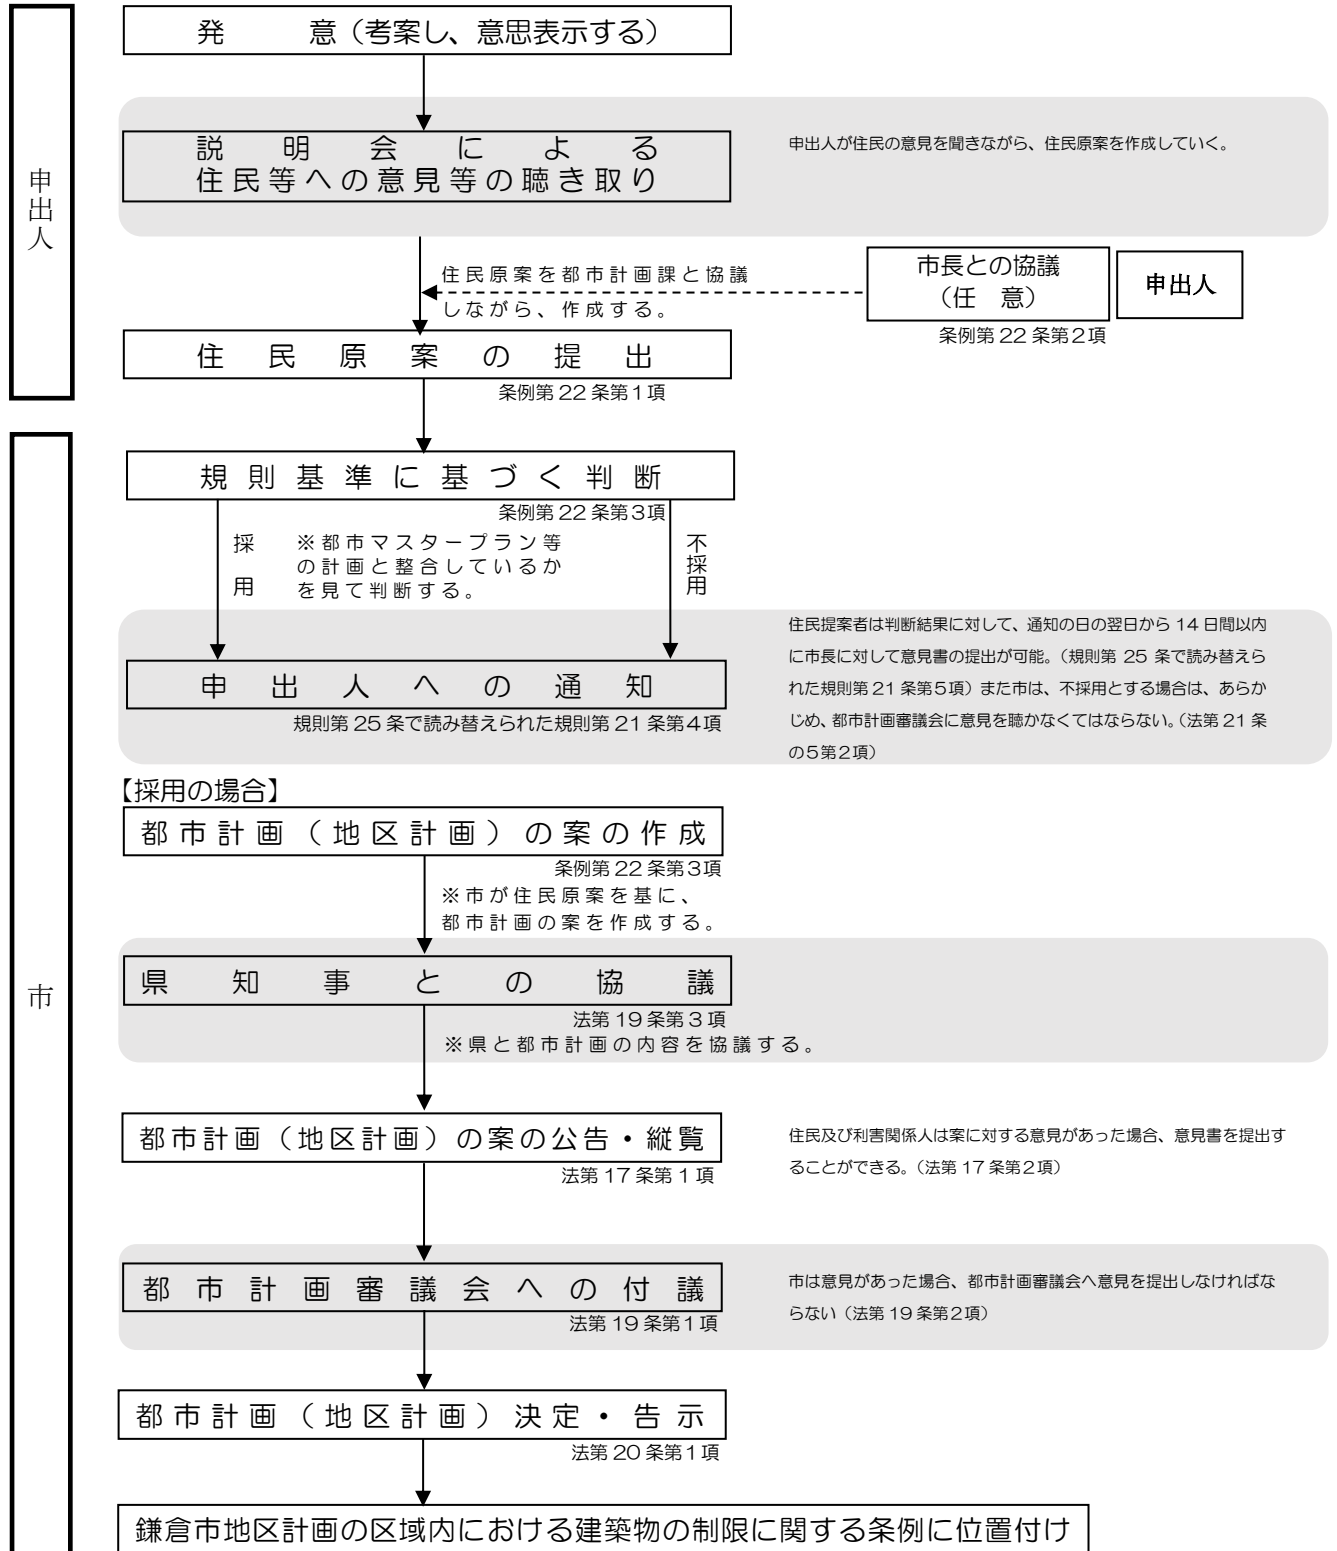 発　意（考案し、意思表示する）
申出人
説明会による
住民等への意見等の聴き取り
申出人が住民の意見を聞きながら、住民原案を作成していく。
住民原案を都市計画課と協議
しながら、作成する。
市長との協議
（任　意）
申出人
条例第22条第2項
住民原案の提出
条例第22条第1項
市
規則基準に基づく判断
条例第22条第3項
採用
※都市マスタープラン等
の計画と整合しているか
を見て判断する。
不採用
申出人への通知
規則第25条で読み替えられた規則第21条第4項
住民提案者は判断結果に対して、通知の日の翌日から14日間以内
に市長に対して意見書の提出が可能。（規則第25条で読み替えら
れた規則第21条第5項）また市は、不採用とする場合は、あらか
じめ、都市計画審議会に意見を聴かなくてはならない。（法第21条
の5第2項）
【採用の場合】
都市計画（地区計画）の案の作成
条例第22条第3項
※市が住民原案を基に、
都市計画の案を作成する。
県知事との協議
法第19条第3項
※県と都市計画の内容を協議する。
都市計画（地区計画）の案の公告・縦覧
法第17条第1項
住民及び利害関係人は案に対する意見があった場合、意見書を提出す
ることができる。（法第17条第2項）
都市計画審議会への付議
法第19条第1項
市は意見があった場合、都市計画審議会へ意見を提出しなければな
らない（法第19条第2項）
都市計画（地区計画）決定・告示
法第20条第1項
鎌倉市地区計画の区域内における建築物の制限に関する条例に位置付け